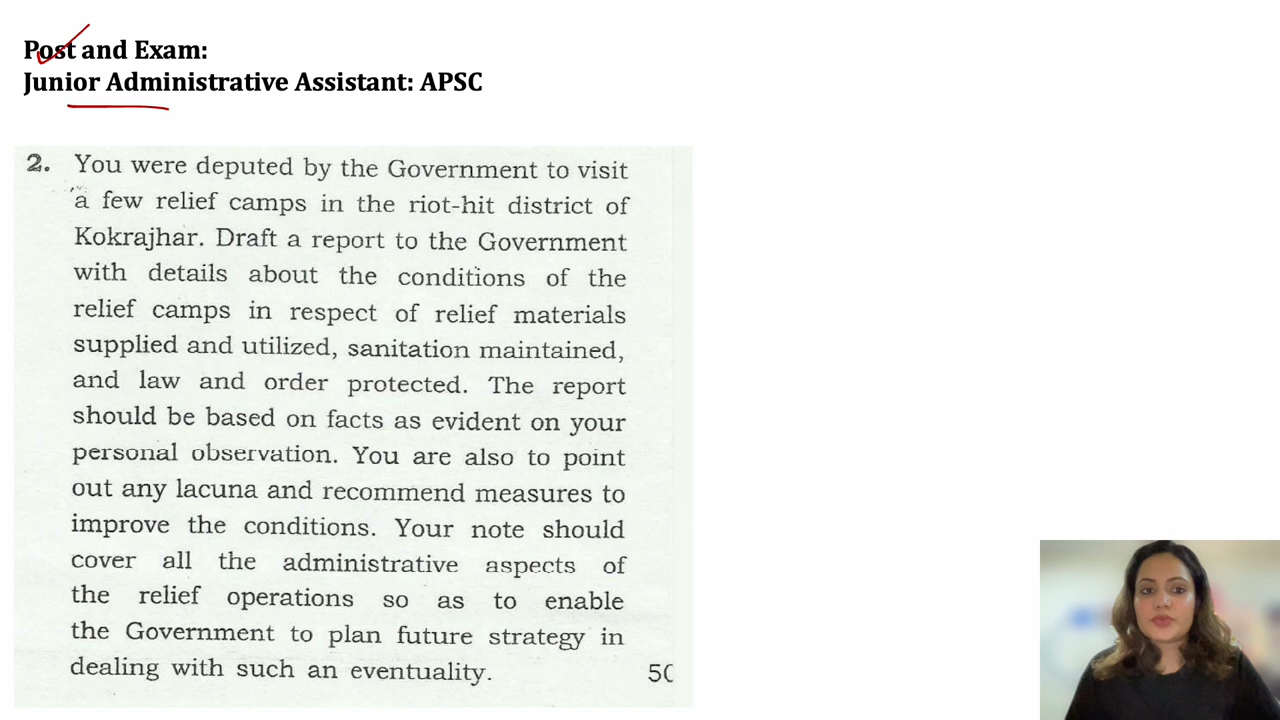 Post and Exam:
Junior Administrative Assistant: APSC
2. You were deputed by the Government to visit
a few relief camps in the riot-hit district of
Kokrajhar. Draft a report to the Government
with details about the conditions of the
relief camps in respect of relief materials
supplied and utilized, sanitation maintained,
and law and order protected. The report
should be based on facts as evident on your
personal observation. You are also to point
out any lacuna and recommend measures to
improve the conditions. Your note should
cover all the administrative aspects of
the relief operations so as to enable
the Government to plan future strategy in
dealing with such an eventuality. 50